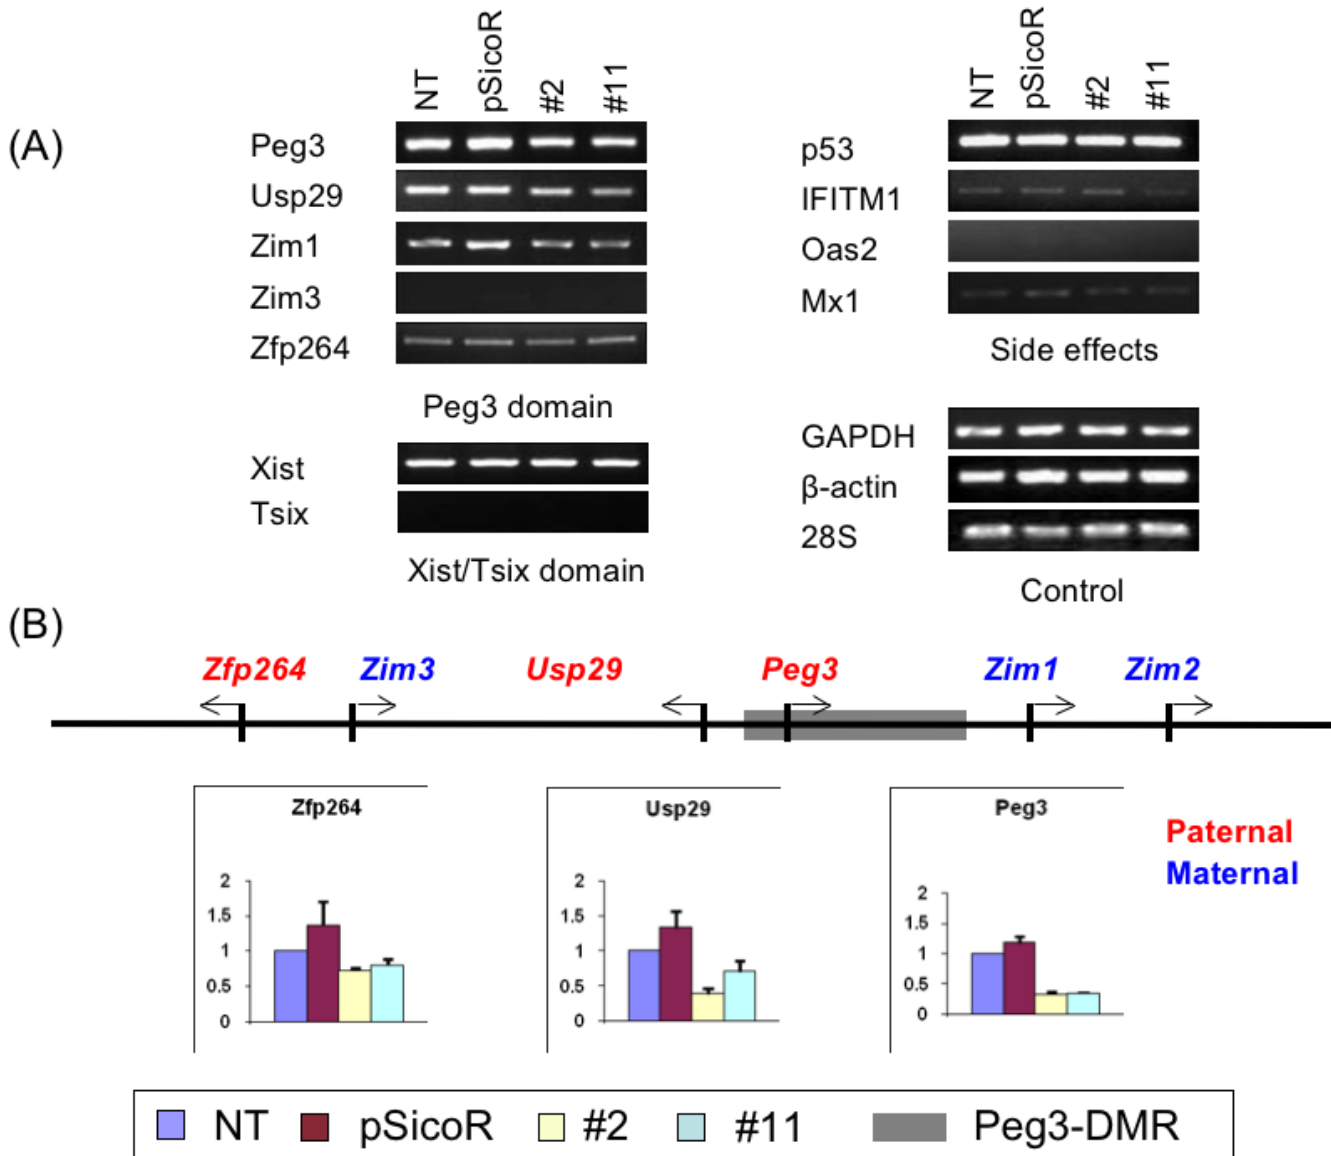 (A)
NT pSicoR #2 #11
Peg3
Usp29
Zim1
Zim3
Zfp264
Peg3 domain
Xist
Tsix
Xist/Tsix domain
NT pSicoR #2 #11
p53
IFITM1
Oas2
Mx1
Side effects
GAPDH
β-actin
28S
Control
(B)
Zfp264 Zim3 Usp29 Peg3 Zim1 Zim2
Zfp264
2
1.5
1
0.5
0
Usp29
2
1.5
1
0.5
0
Peg3
2
1.5
1
0.5
0
Paternal
Maternal
NT pSicoR #2 #11 Peg3-DMR